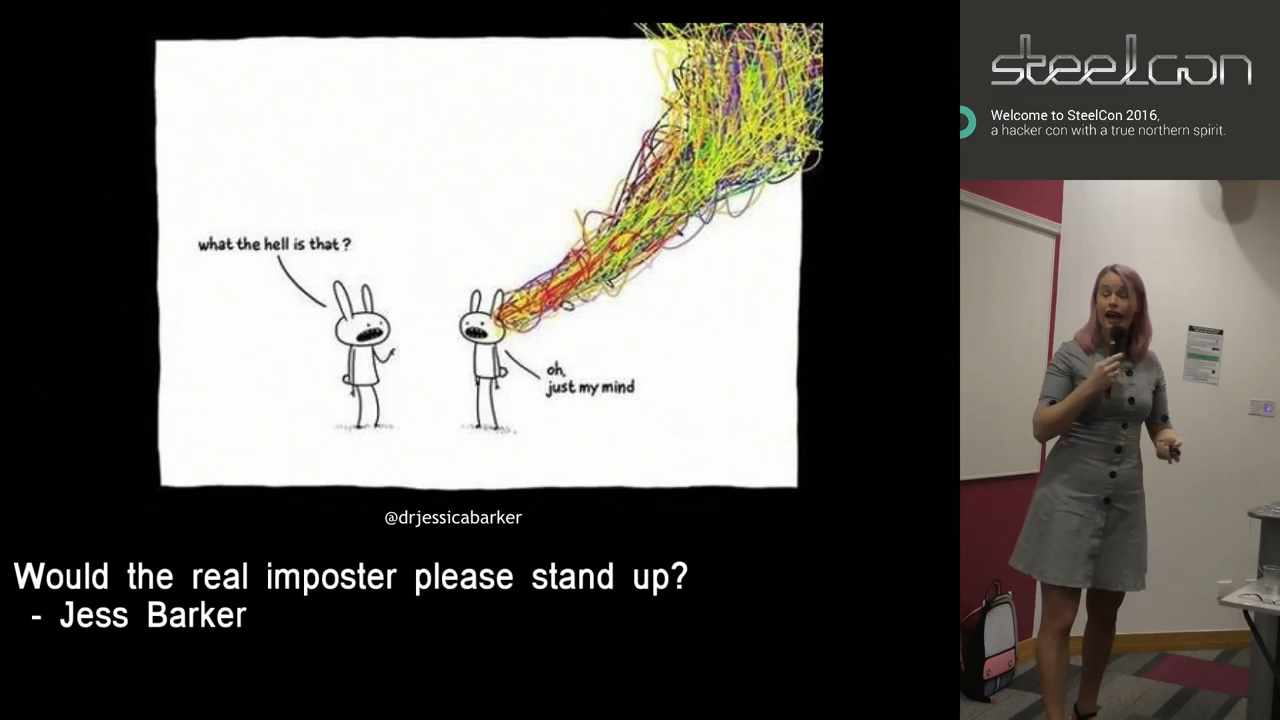 what the hell is that ?
oh,
just my mind
@drjessicabarker
Would the real imposter please stand up?
- Jess Barker
steelcon
Welcome to SteelCon 2016,
a hacker con with a true northern spirit.